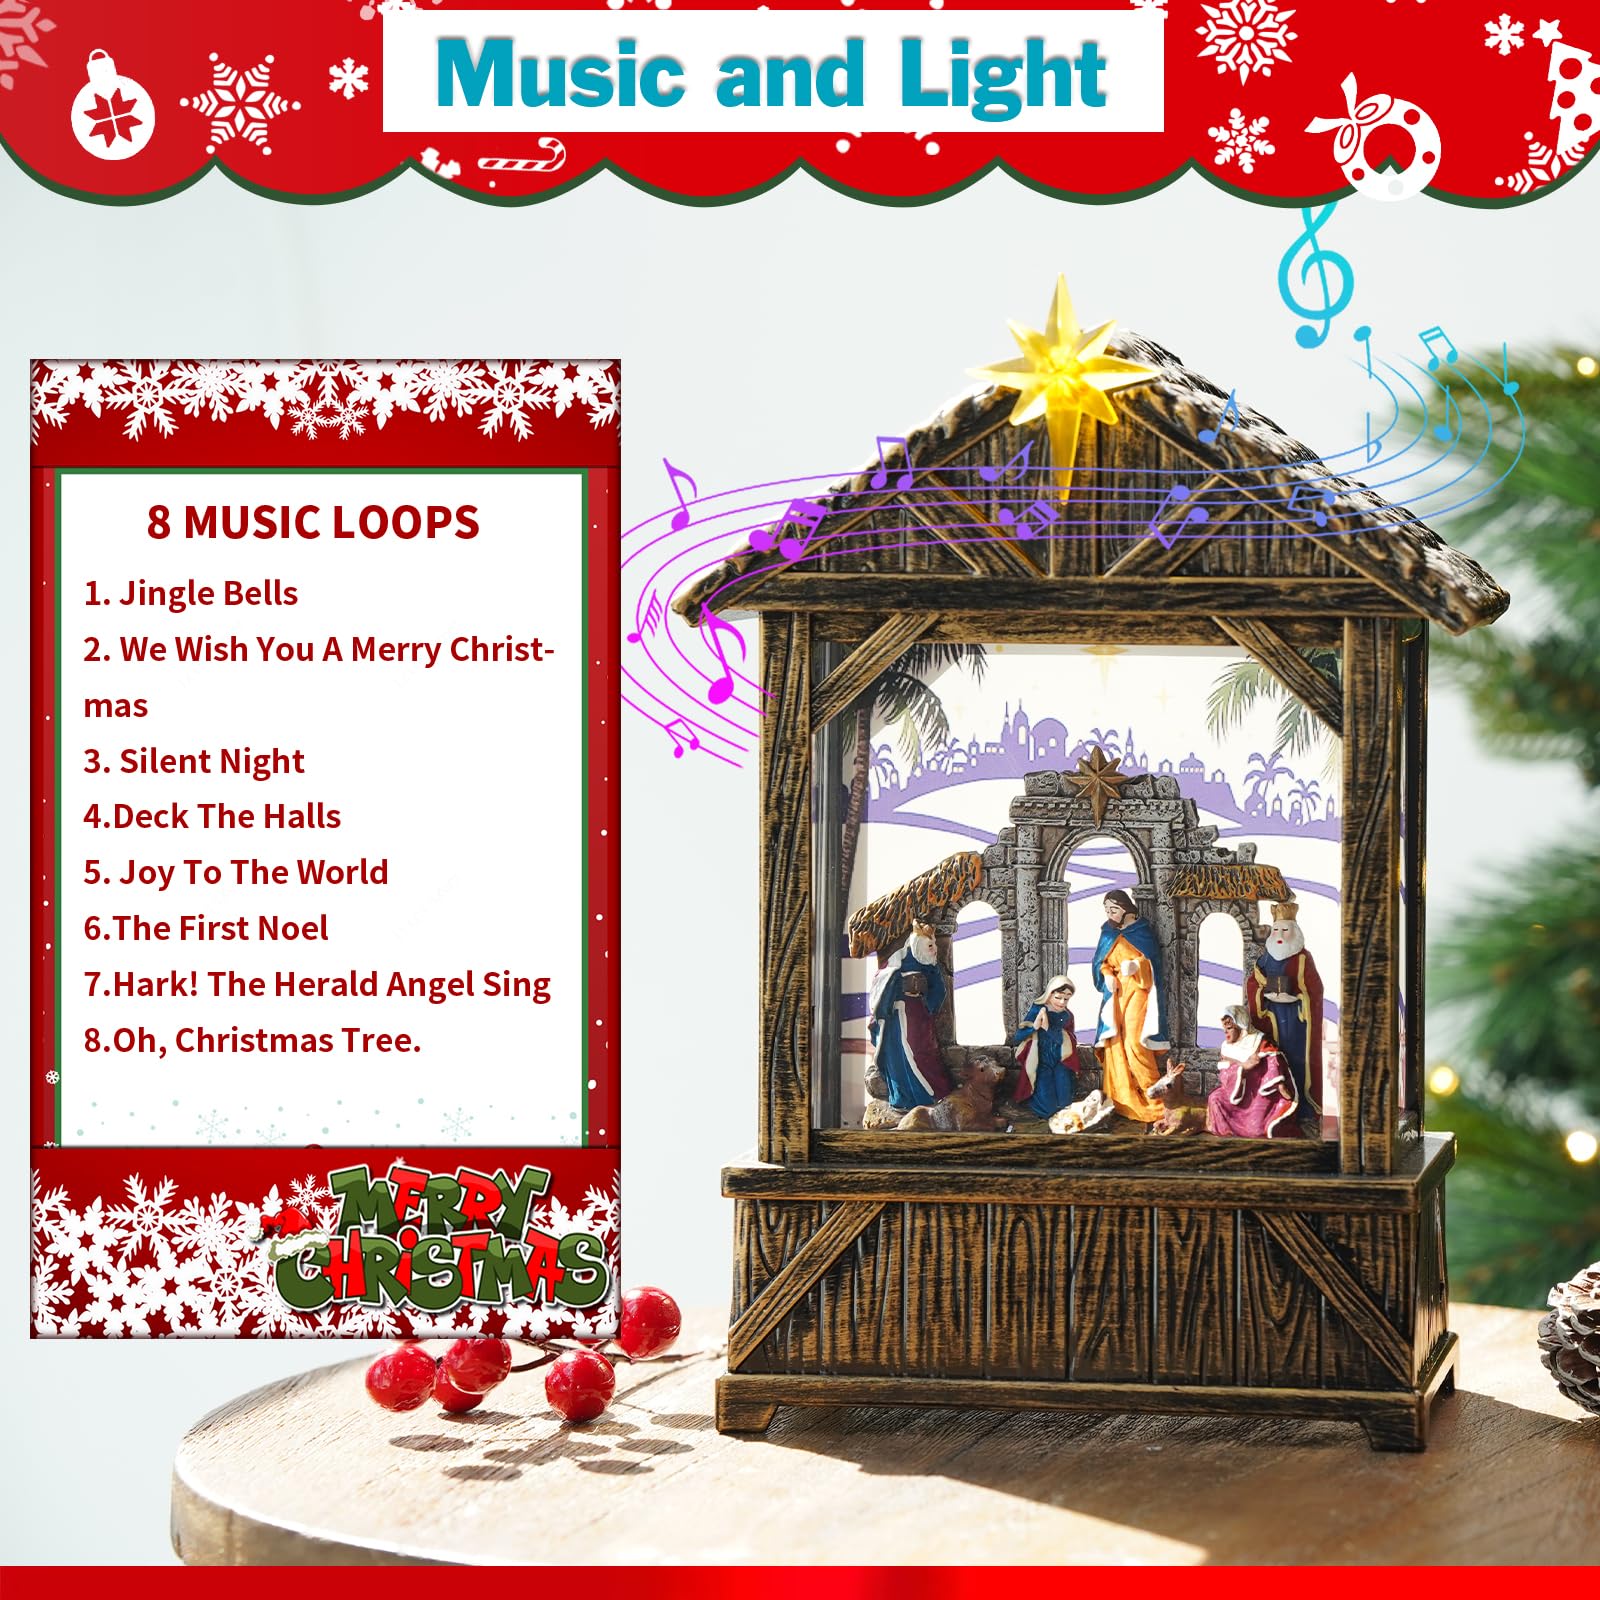 Music and Light
8 MUSIC LOOPS
1. Jingle Bells
2. We Wish You A Merry Christ-
mas
3. Silent Night
4.Deck The Halls
5. Joy To The World
6.The First Noel
7.Hark! The Herald Angel Sing
8.Oh, Christmas Tree.
MERRY
CHRISTMAS